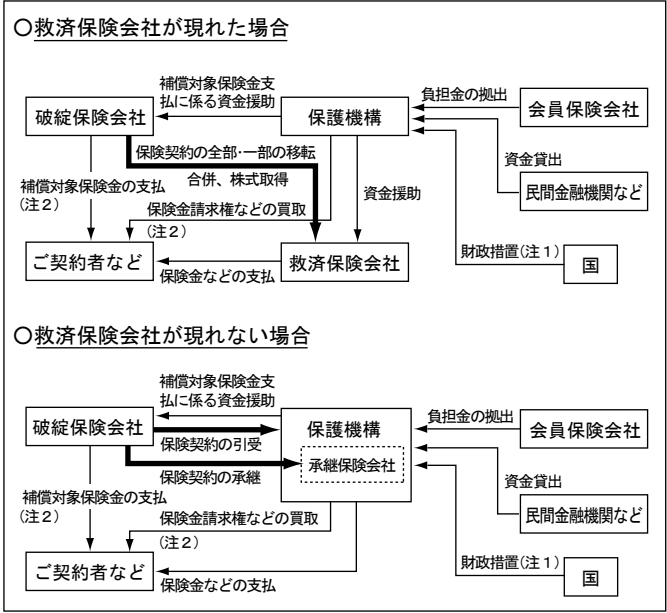 ○救済保険会社が現れた場合
補償対象保険金支
払に係る資金援助
破綻保険会社
保護機構
負担金の拠出
会員保険会社
保険契約の全部・一部の移転
合併、株式取得
資金貸出
民間金融機関など
補償対象保険金の支払
(注2)
保険金請求権などの買取
(注2)
資金援助
財政措置(注1)
国
ご契約者など
救済保険会社
保険金などの支払
○救済保険会社が現れない場合
補償対象保険金支
払に係る資金援助
破綻保険会社
保護機構
負担金の拠出
会員保険会社
保険契約の引受
承継保険会社
保険契約の承継
資金貸出
民間金融機関など
補償対象保険金の支払
(注2)
保険金請求権などの買取
(注2)
財政措置(注1)
国
ご契約者など
保険金などの支払